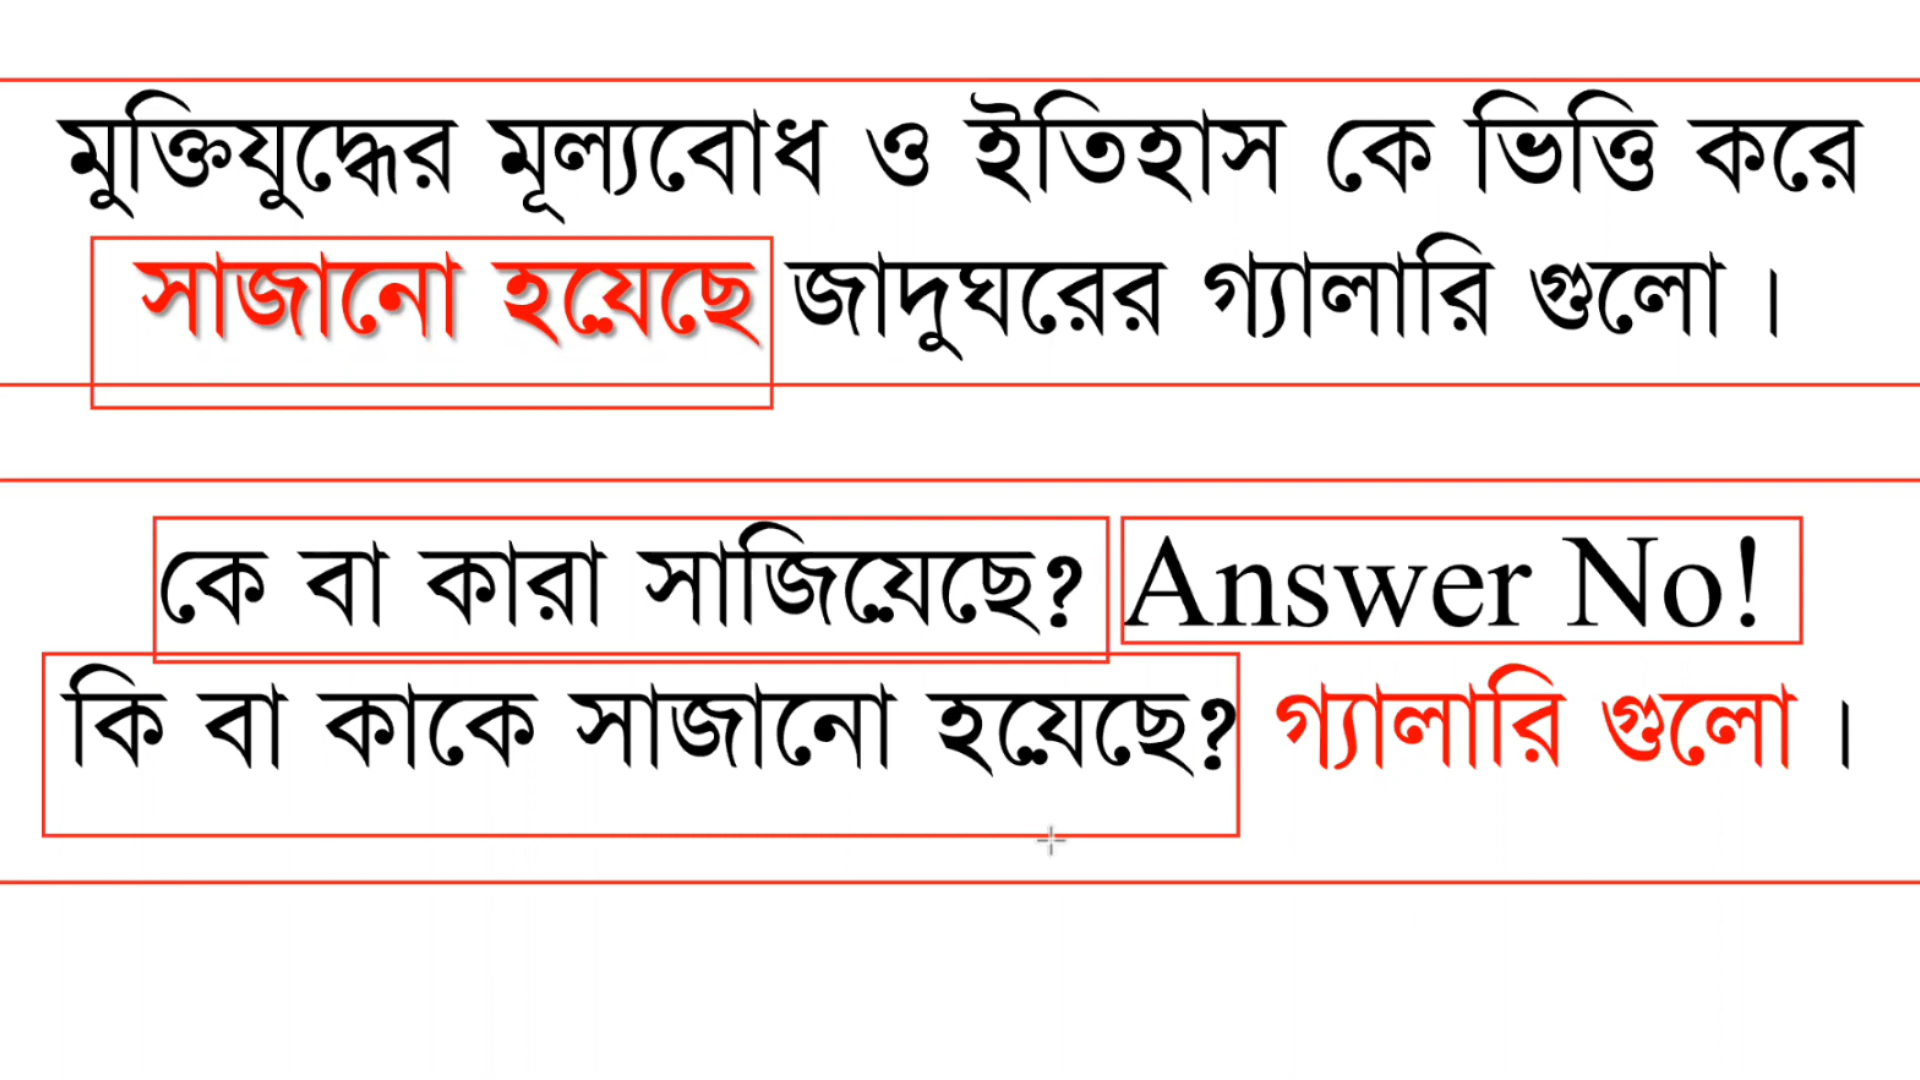 মুক্তিযুদ্ধের মূল্যবোধ ও ইতিহাস কে ভিত্তি করে
সাজানো হয়েছে জাদুঘরের গ্যালারি গুলো।
কে বা কারা সাজিয়েছে? Answer No!
কি বা কাকে সাজানো হয়েছে? গ্যালারি গুলো।